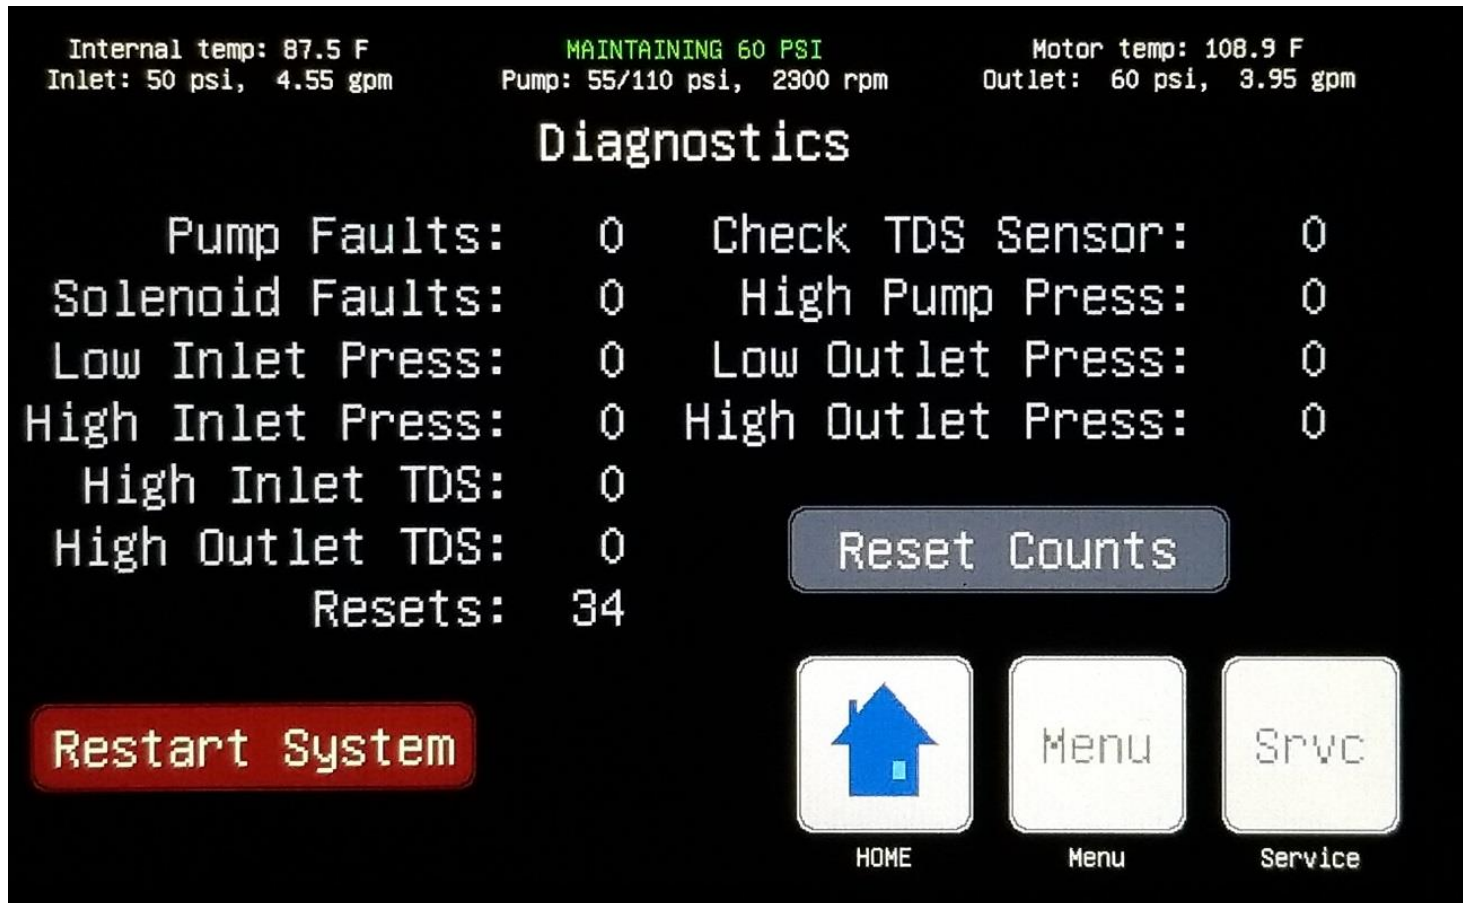 Internal temp: 87.5 F MAINTAINING 60 PSI Motor temp: 108.9 F
Inlet: 50 psi, 4.55 gpm Pump: 55/110 psi, 2300 rpm Outlet: 60 psi, 3.95 gpm
Diagnostics
Pump Faults: 0 Check TDS Sensor: 0
Solenoid Faults: 0 High Pump Press: 0
Low Inlet Press: 0 Low Outlet Press: 0
High Inlet Press: 0 High Outlet Press: 0
High Inlet TDS: 0
High Outlet TDS: 0
Reset Counts
Resets: 34
Restart System
Menu Srvc
HOME Menu Service